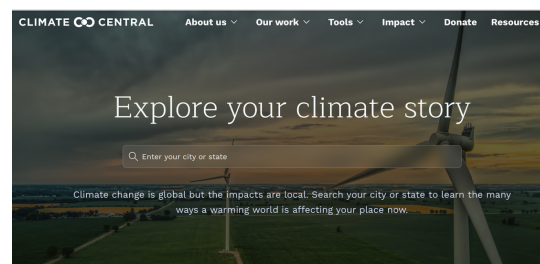 CLIMATE CENTRAL About us Our work Tools Impact Donate Resources
Explore your climate story
Enter your city or state
Climate change is global but the impacts are local. Search your city or state to learn the many
ways a warming world is affecting your place now.